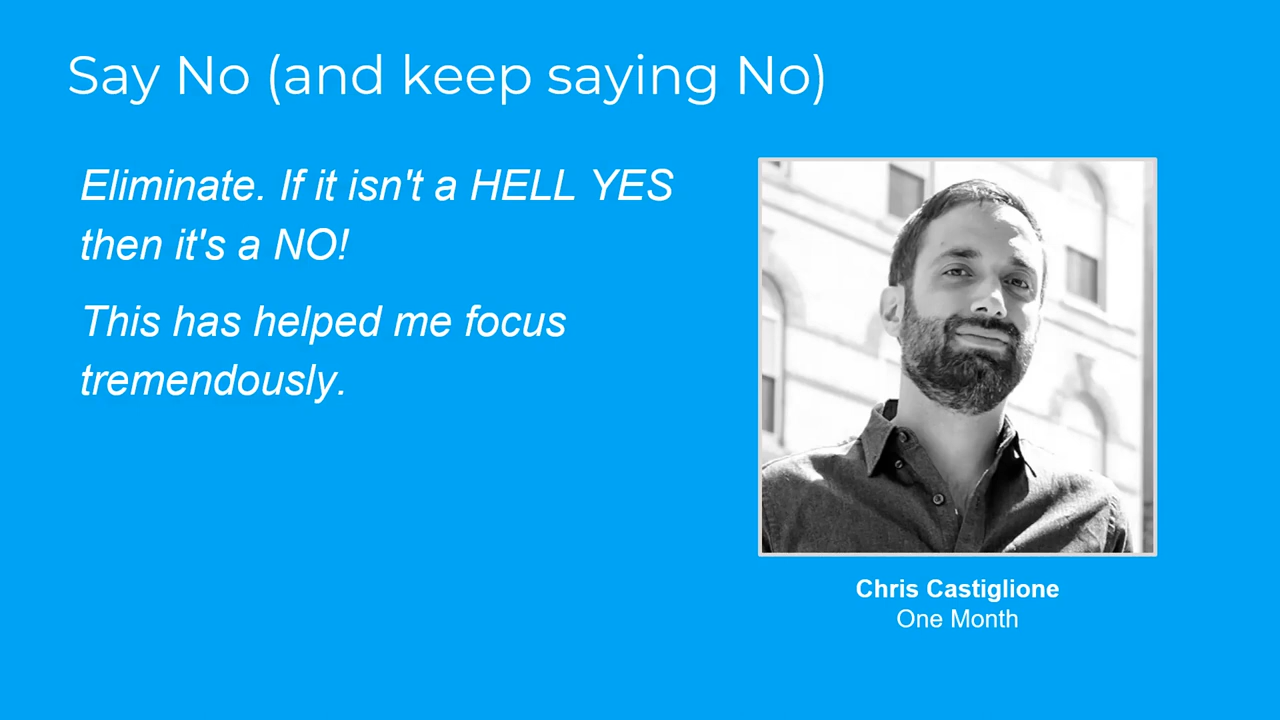 Say No (and keep saying No)
Eliminate. If it isn't a HELL YES
then it's a NO!
This has helped me focus
tremendously.
Chris Castiglione
One Month